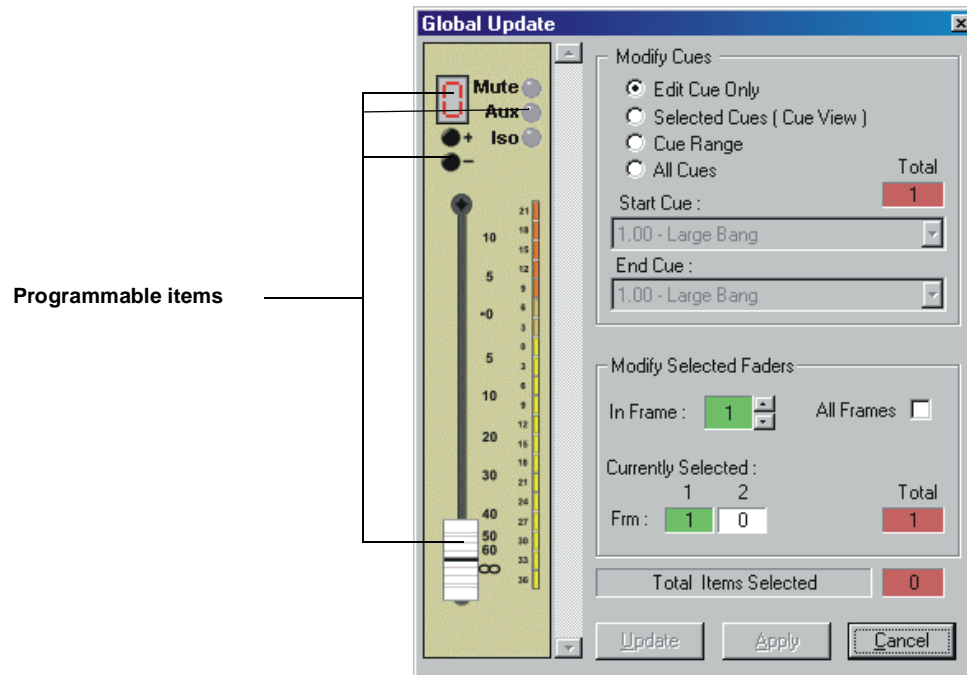 Global Update
Mute
Aux
+ Iso
–
21
18
15
12
9
6
3
0
3
6
9
12
15
18
21
24
27
30
33
36
10
5
0
5
10
20
30
40
50
60
∞
Programmable items
Modify Cues
Edit Cue Only
Selected Cues ( Cue View )
Cue Range
All Cues
Total
1
Start Cue :
1.00 - Large Bang
End Cue :
1.00 - Large Bang
Modify Selected Faders
In Frame : 1 All Frames
Currently Selected :
1 2 Total
Frm : 1 0 1
Total Items Selected 0
Update Apply Cancel